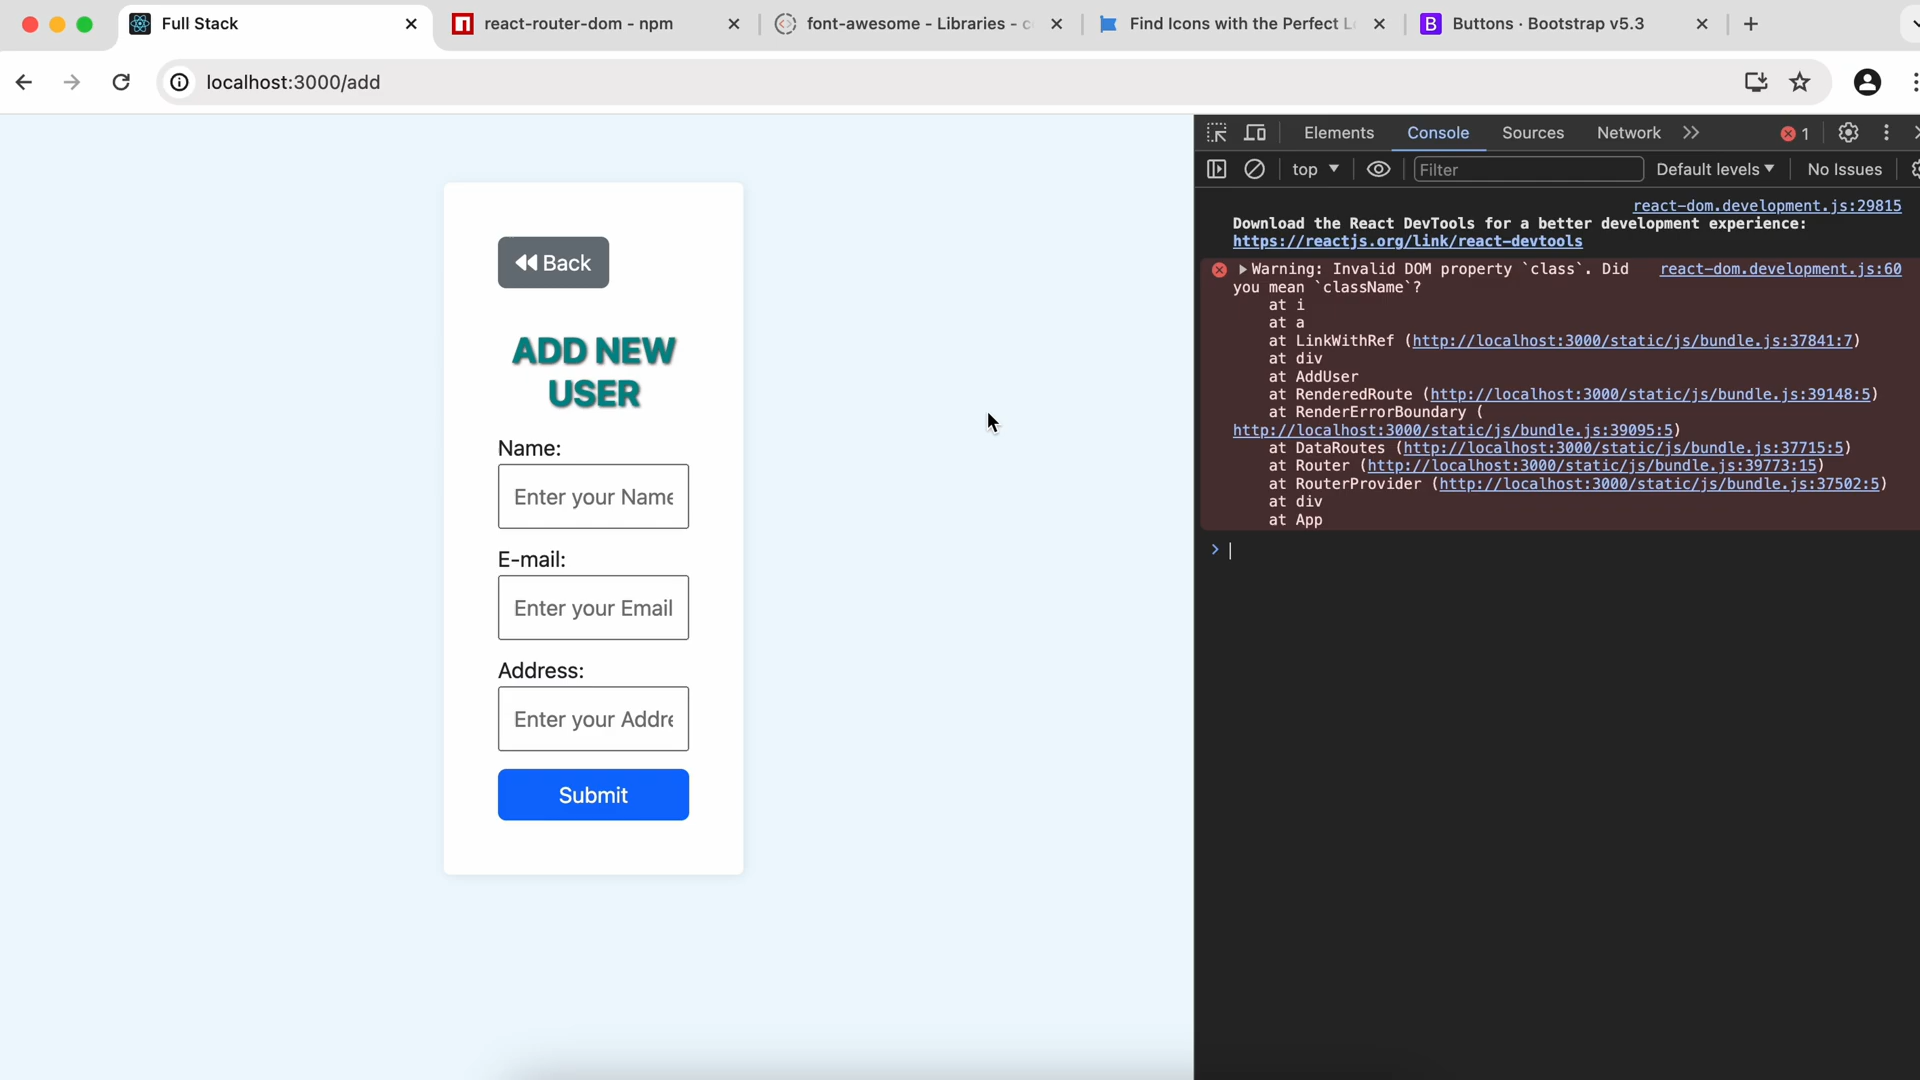 Full Stack
react-router-dom - npm
font-awesome - Libraries - c
Find Icons with the Perfect L
Buttons · Bootstrap v5.3
localhost:3000/add
Back
ADD NEW
USER
Name:
Enter your Name
E-mail:
Enter your Email
Address:
Enter your Addre
Submit
Elements Console Sources Network 1
top Filter Default levels No Issues
react-dom.development.js:29815
Download the React DevTools for a better development experience:
https://reactjs.org/link/react-devtools
Warning: Invalid DOM property `class`. Did react-dom.development.js:60
you mean `className`?
at i
at a
at LinkWithRef (http://localhost:3000/static/js/bundle.js:37841:7)
at div
at AddUser
at RenderedRoute (http://localhost:3000/static/js/bundle.js:39148:5)
at RenderErrorBoundary (
http://localhost:3000/static/js/bundle.js:39095:5)
at DataRoutes (http://localhost:3000/static/js/bundle.js:37715:5)
at Router (http://localhost:3000/static/js/bundle.js:39773:15)
at RouterProvider (http://localhost:3000/static/js/bundle.js:37502:5)
at div
at App